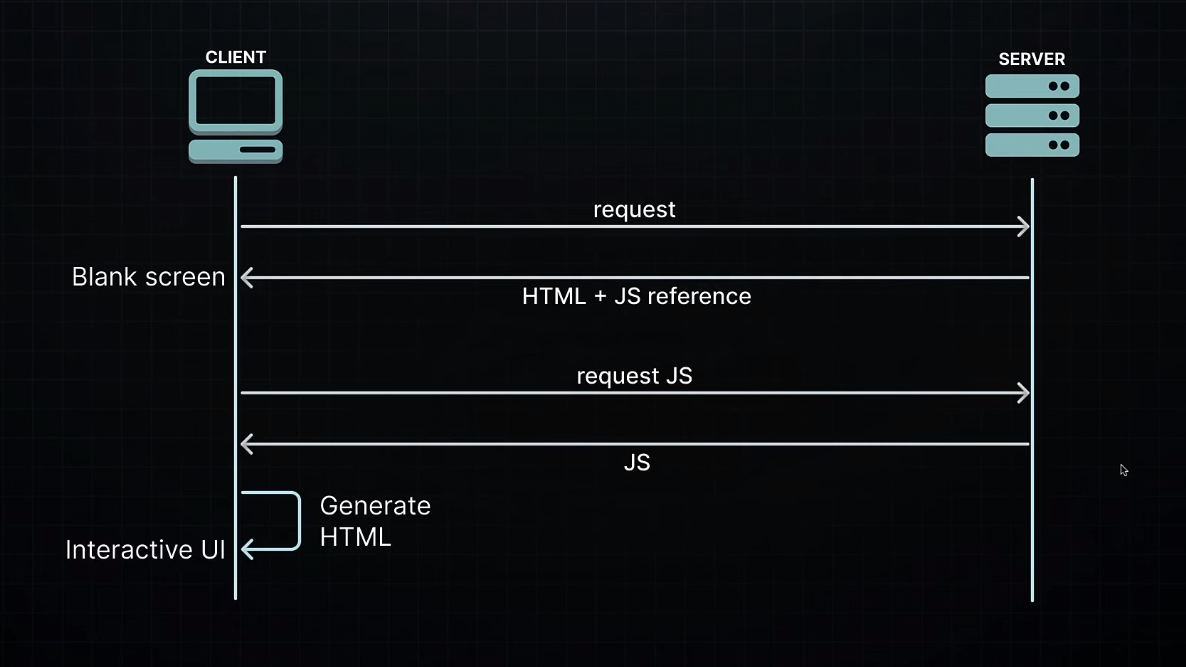 CLIENT
SERVER
request
Blank screen
HTML + JS reference
request JS
JS
Generate
HTML
Interactive UI